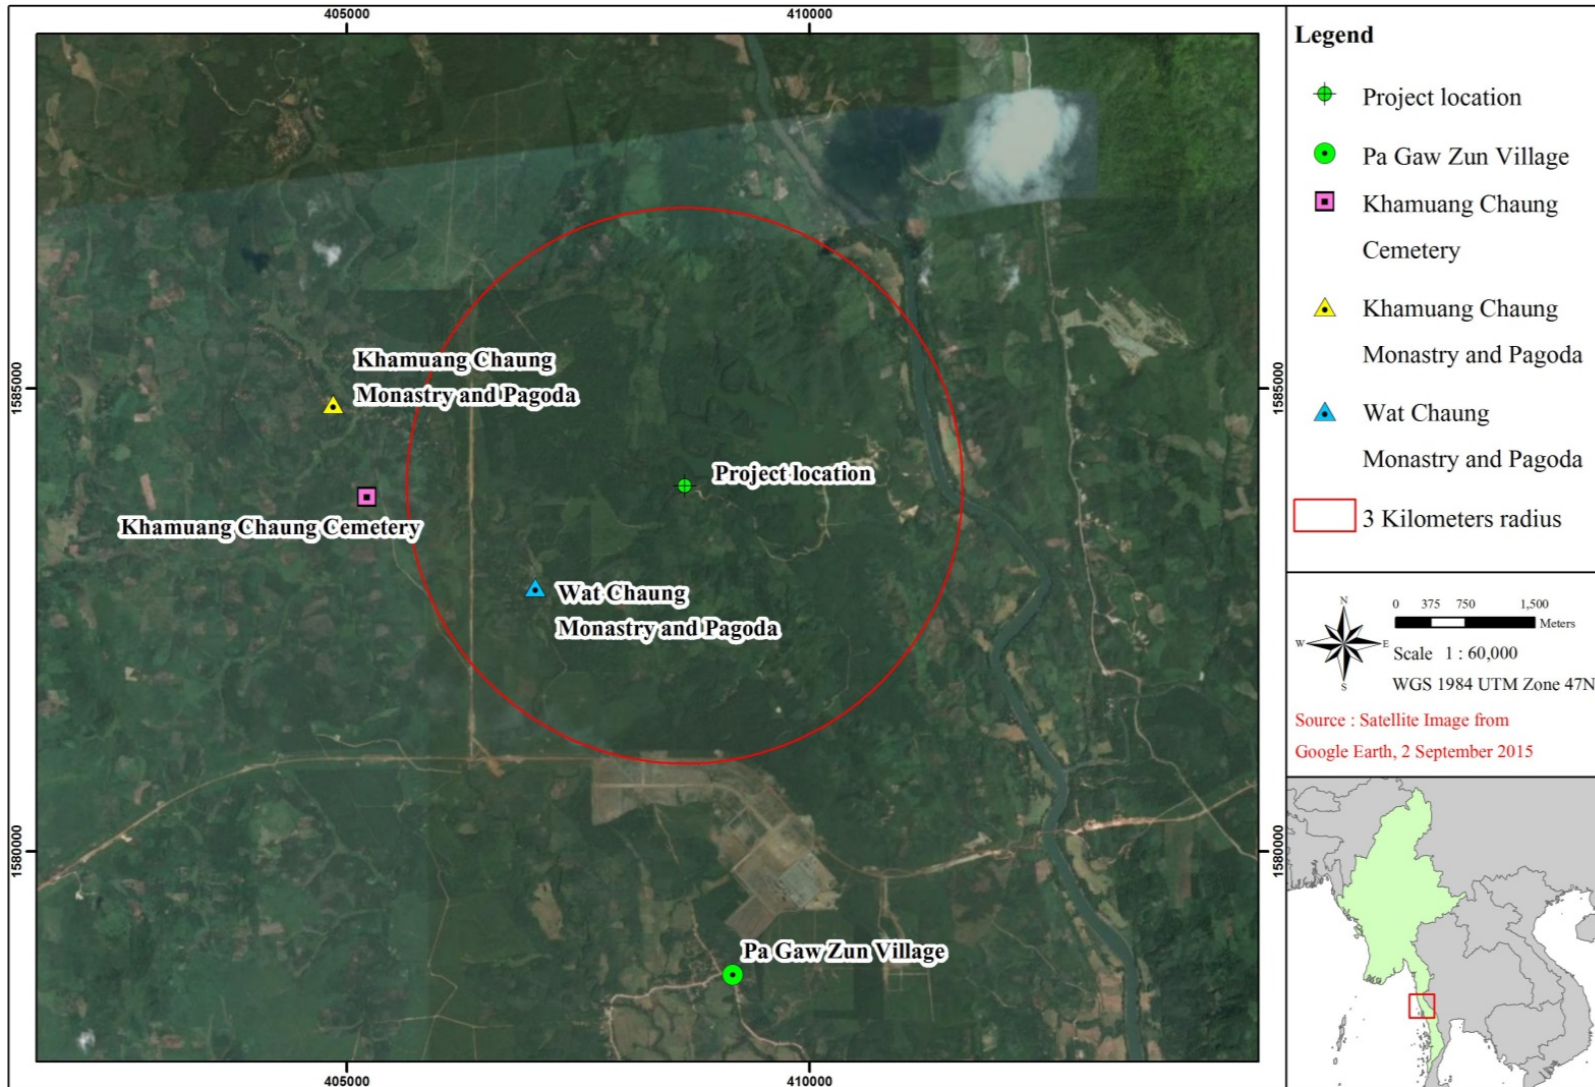 405000
410000
1585000
1585000
Khamuang Chaung
Monastry and Pagoda
Project location
Khamuang Chaung Cemetery
Wat Chaung
Monastry and Pagoda
1580000
1580000
Pa Gaw Zun Village
405000
410000
Legend
Project location
Pa Gaw Zun Village
Khamuang Chaung
Cemetery
Khamuang Chaung
Monastry and Pagoda
Wat Chaung
Monastry and Pagoda
3 Kilometers radius
N
W
E
S
0 375 750 1,500
Meters
Scale 1 : 60,000
WGS 1984 UTM Zone 47N
Source : Satellite Image from
Google Earth, 2 September 2015